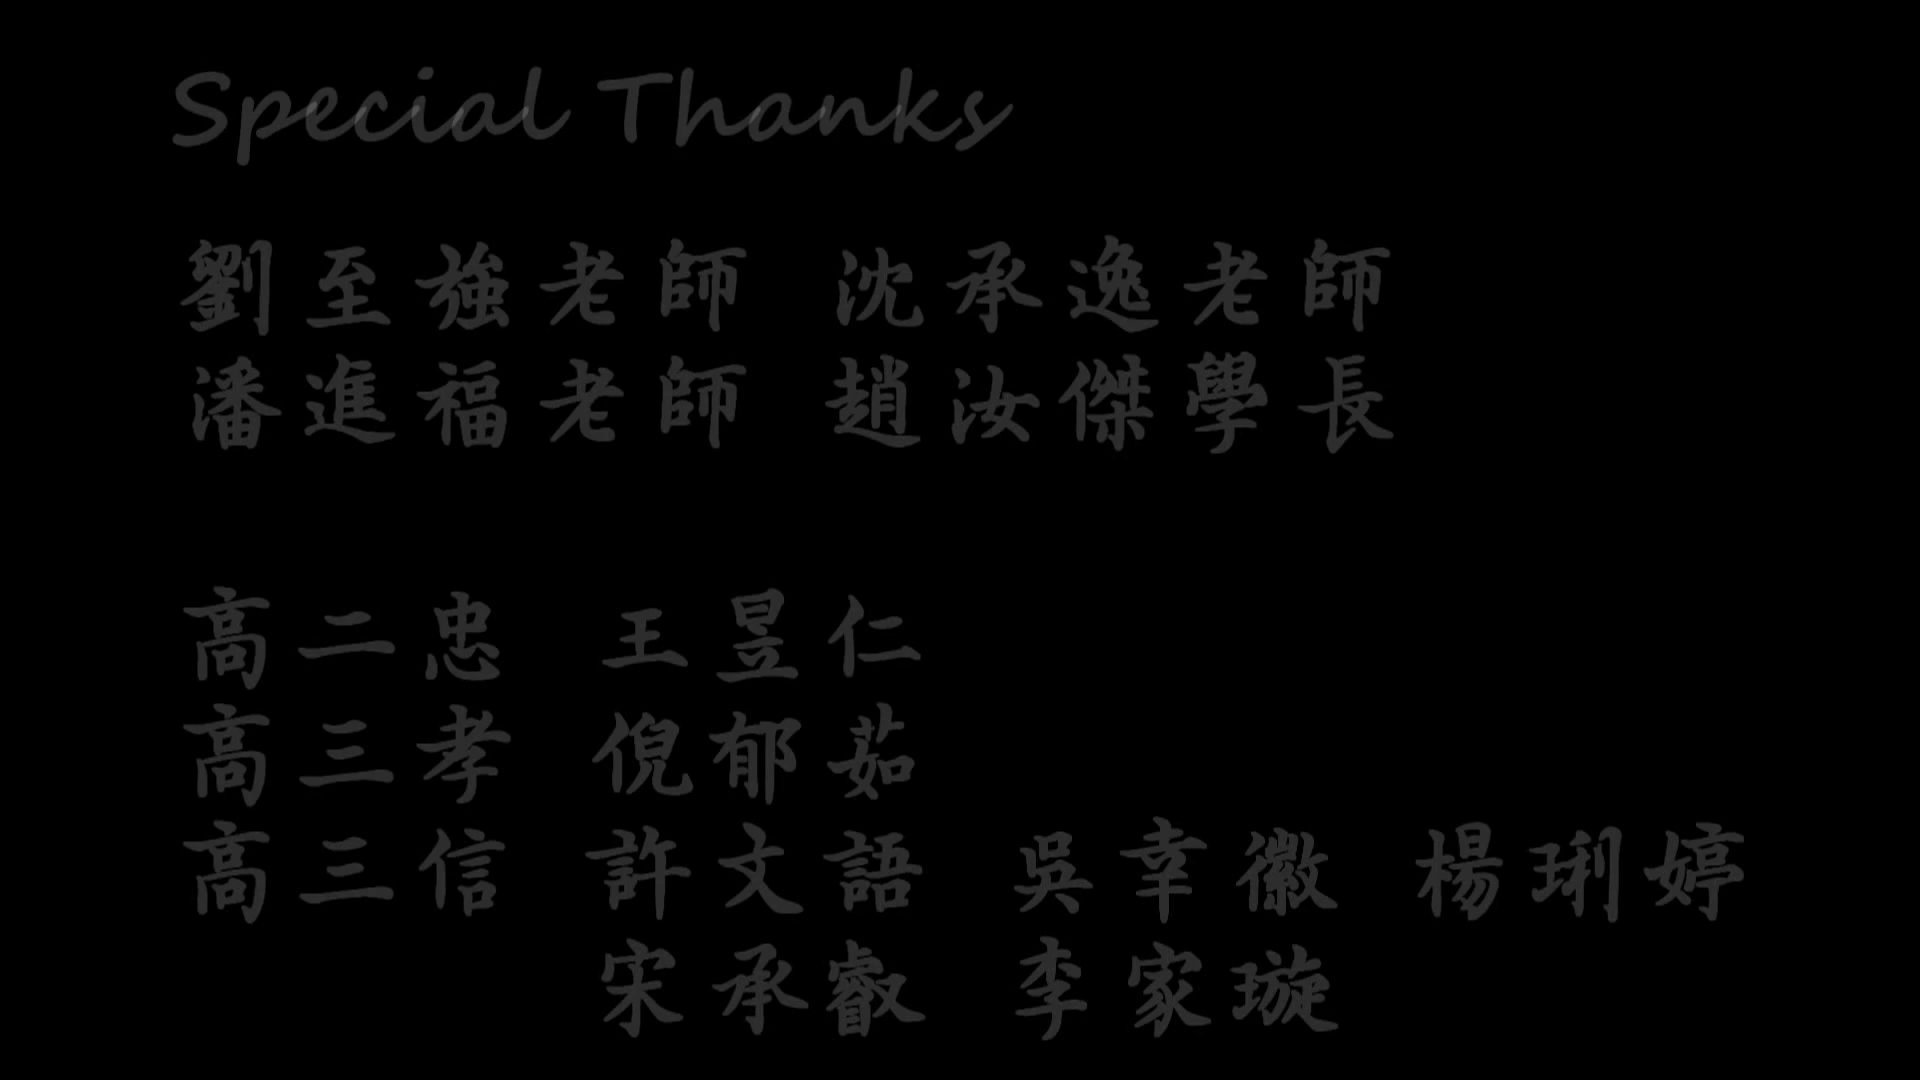 Special Thanks
劉至強老師 沈承逸老師
潘進福老師 趙汝傑學長
高二忠 王昱仁
高三孝 倪郁茹
高三信 許文語 吳幸徽 楊琍婷
宋承叡 李家璇